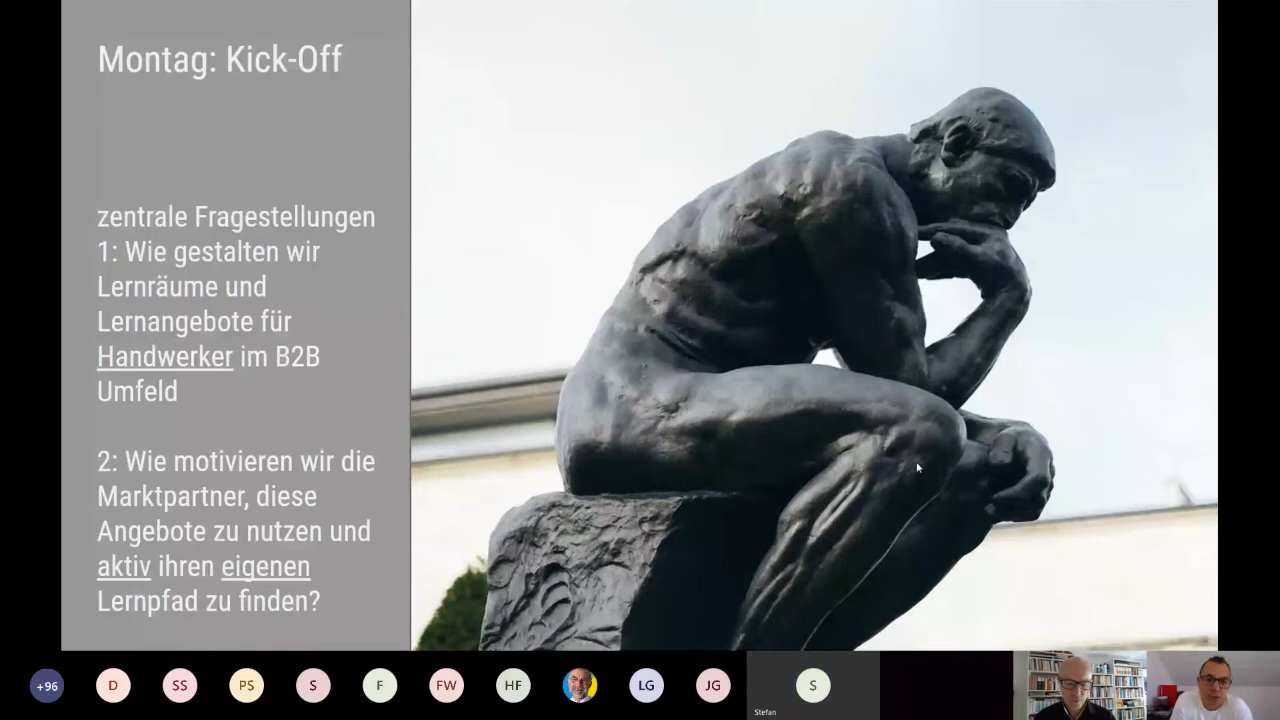 Montag: Kick-Off
zentrale Fragestellungen
1: Wie gestalten wir
Lernräume und
Lernangebote für
Handwerker im B2B
Umfeld
2: Wie motivieren wir die
Marktpartner, diese
Angebote zu nutzen und
aktiv ihren eigenen
Lernpfad zu finden?
+96
D
SS
PS
S
F
FW
HF
LG
JG
S
Stefan